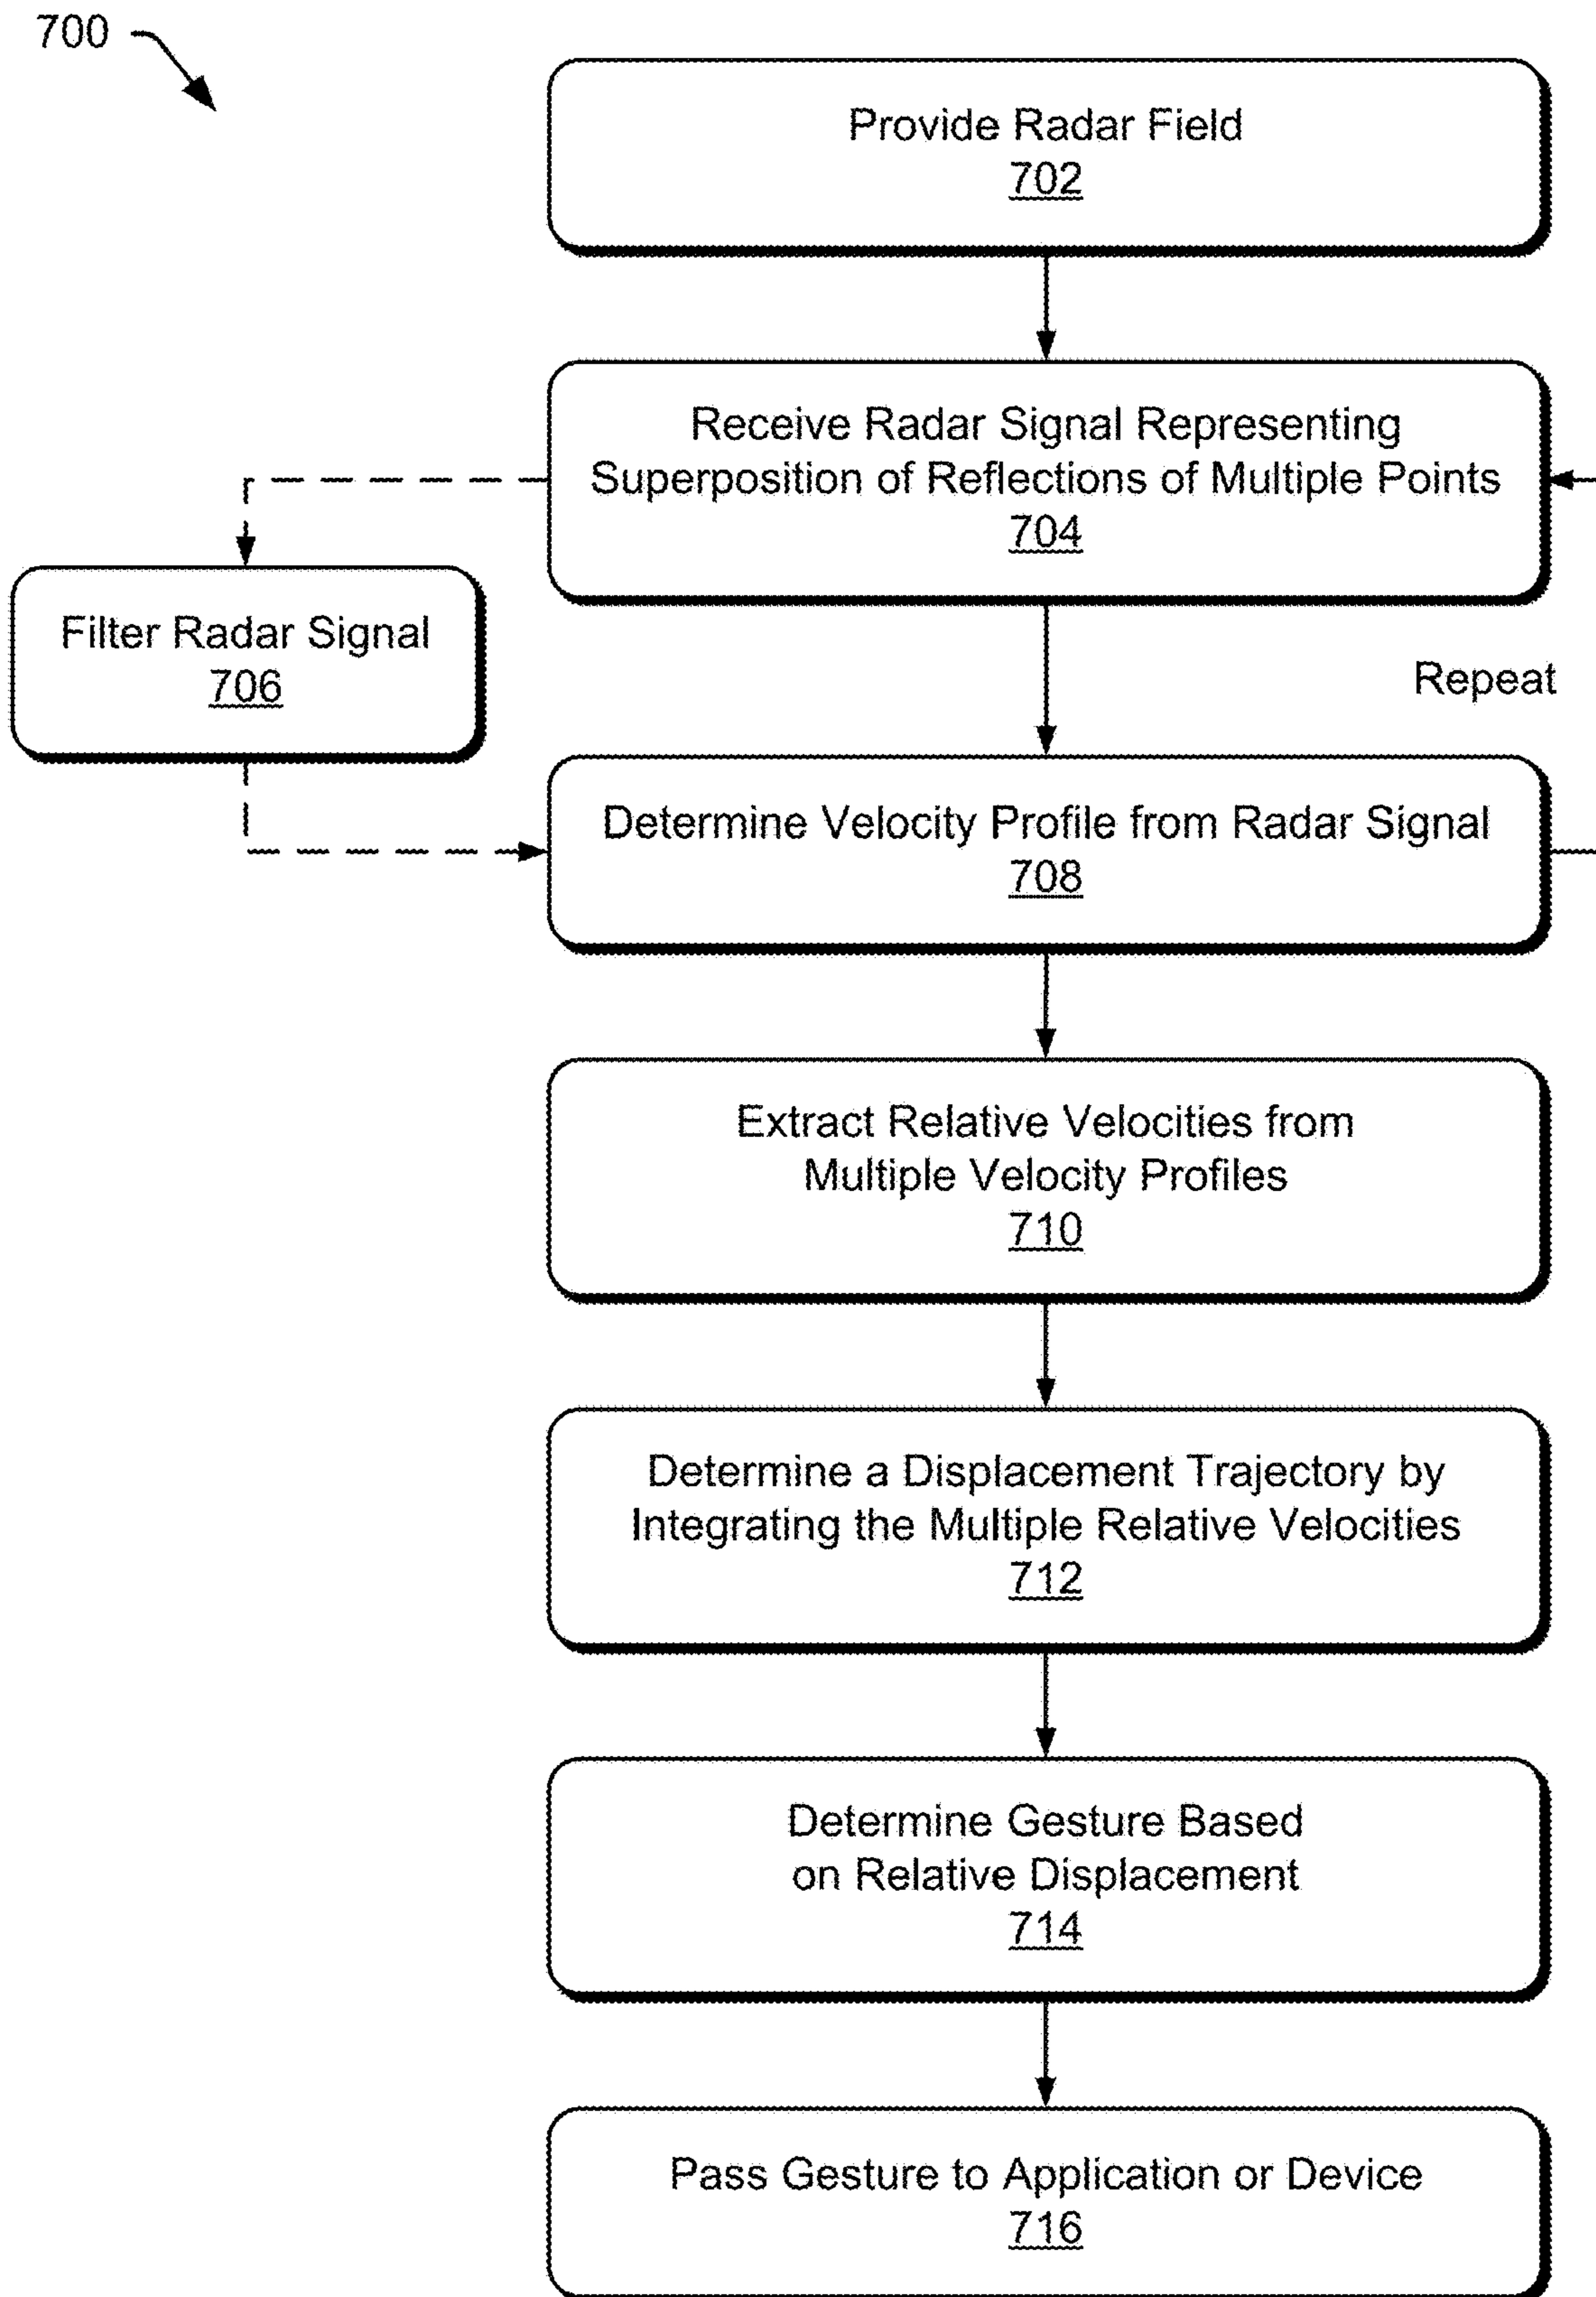 700
Provide Radar Field
702
Receive Radar Signal Representing
Superposition of Reflections of Multiple Points
704
Filter Radar Signal
706
Repeat
Determine Velocity Profile from Radar Signal
708
Extract Relative Velocities from
Multiple Velocity Profiles
710
Determine a Displacement Trajectory by
Integrating the Multiple Relative Velocities
712
Determine Gesture Based
on Relative Displacement
714
Pass Gesture to Application or Device
716